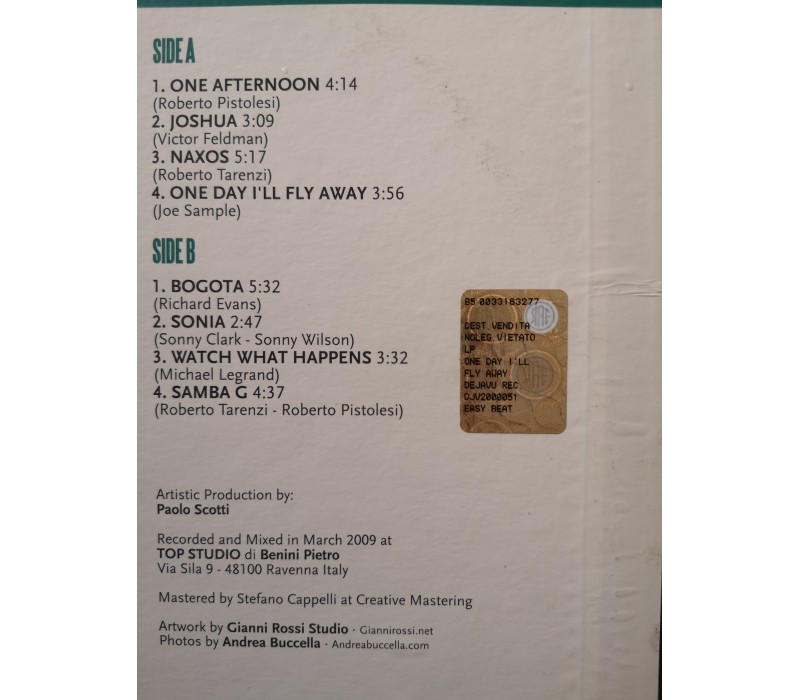 SIDE A
1. ONE AFTERNOON 4:14
(Roberto Pistolesi)
2. JOSHUA 3:09
(Victor Feldman)
3. NAXOS 5:17
(Roberto Tarenzi)
4. ONE DAY I'LL FLY AWAY 3:56
(Joe Sample)
SIDE B
1. BOGOTA 5:32
(Richard Evans)
2. SONIA 2:47
(Sonny Clark - Sonny Wilson)
3. WATCH WHAT HAPPENS 3:32
(Michael Legrand)
4. SAMBA G 4:37
(Roberto Tarenzi - Roberto Pistolesi)
BS 0033183277
DEST.VENDITA
NOLEG.VIETATO
LP
ONE DAY I'LL
FLY AWAY
DEJAVU REC
DJV2000051
EASY BEAT
Artistic Production by:
Paolo Scotti
Recorded and Mixed in March 2009 at
TOP STUDIO di Benini Pietro
Via Sila 9 - 48100 Ravenna Italy
Mastered by Stefano Cappelli at Creative Mastering
Artwork by Gianni Rossi Studio · Giannirossi.net
Photos by Andrea Buccella · Andreabuccella.com